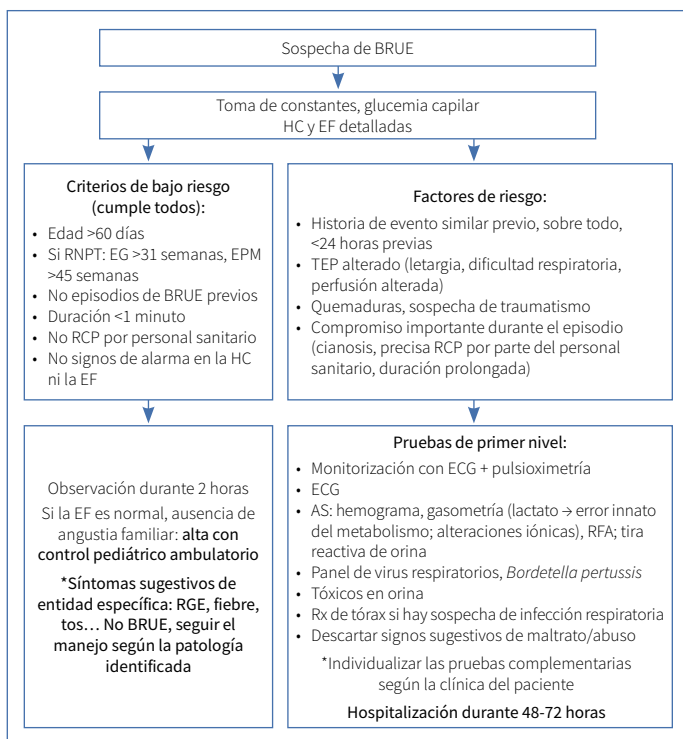 Sospecha de BRUE
Toma de constantes, glucemia capilar
HC y EF detalladas
Criterios de bajo riesgo
(cumple todos):
• Edad >60 días
• Si RNPT: EG >31 semanas, EPM
>45 semanas
• No episodios de BRUE previos
• Duración <1 minuto
• No RCP por personal sanitario
• No signos de alarma en la HC
ni la EF
Factores de riesgo:
• Historia de evento similar previo, sobre todo,
<24 horas previas
• TEP alterado (letargia, dificultad respiratoria,
perfusión alterada)
• Quemaduras, sospecha de traumatismo
• Compromiso importante durante el episodio
(cianosis, precisa RCP por parte del personal
sanitario, duración prolongada)
Observación durante 2 horas
Si la EF es normal, ausencia de
angustia familiar: alta con
control pediátrico ambulatorio
*Síntomas sugestivos de
entidad específica: RGE, fiebre,
tos… No BRUE, seguir el
manejo según la patología
identificada
Pruebas de primer nivel:
• Monitorización con ECG + pulsioximetría
• ECG
• AS: hemograma, gasometría (lactato → error innato
del metabolismo; alteraciones iónicas), RFA; tira
reactiva de orina
• Panel de virus respiratorios, Bordetella pertussis
• Tóxicos en orina
• Rx de tórax si hay sospecha de infección respiratoria
• Descartar signos sugestivos de maltrato/abuso
*Individualizar las pruebas complementarias
según la clínica del paciente
Hospitalización durante 48-72 horas